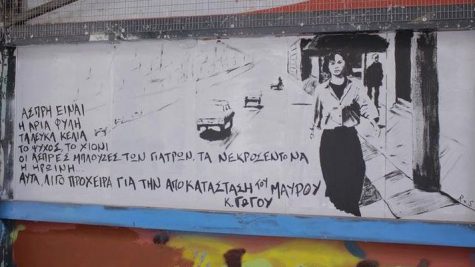 ΑΣΠΡΗ ΕΙΝΑΙ
Η ΑΡΙΑ ΦΥΛΗ
ΤΑ ΛΕΥΚΑ ΚΕΛΙΑ
ΤΟ ΨΥΧΟΣ, ΤΟ ΧΙΟΝΙ
ΟΙ ΑΣΠΡΕΣ ΜΠΛΟΥΖΕΣ ΤΩΝ ΓΙΑΤΡΩΝ, ΤΑ ΝΕΚΡΟΣΕΝΤΟΝΑ
Η ΗΡΩΙΝΗ...
ΑΥΤΑ ΛΙΓΟ ΠΡΟΧΕΙΡΑ ΓΙΑ ΤΗΝ ΑΠΟΚΑΤΑΣΤΑΣΗ ΤΟΥ ΜΑΥΡΟΥ
Κ. ΓΩΓΟΥ